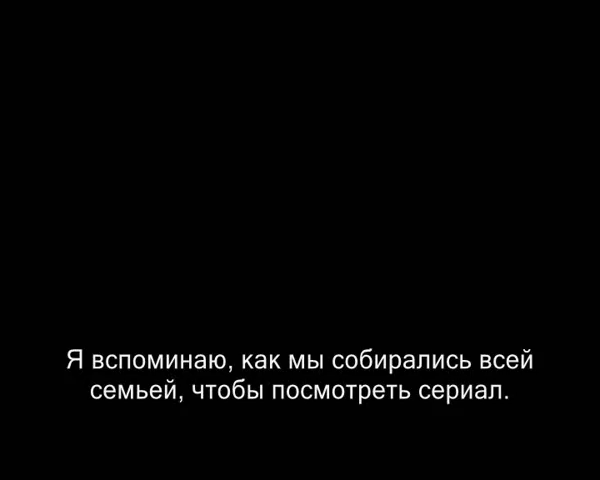 Я вспоминаю, как мы собирались всей
семьей, чтобы посмотреть сериал.